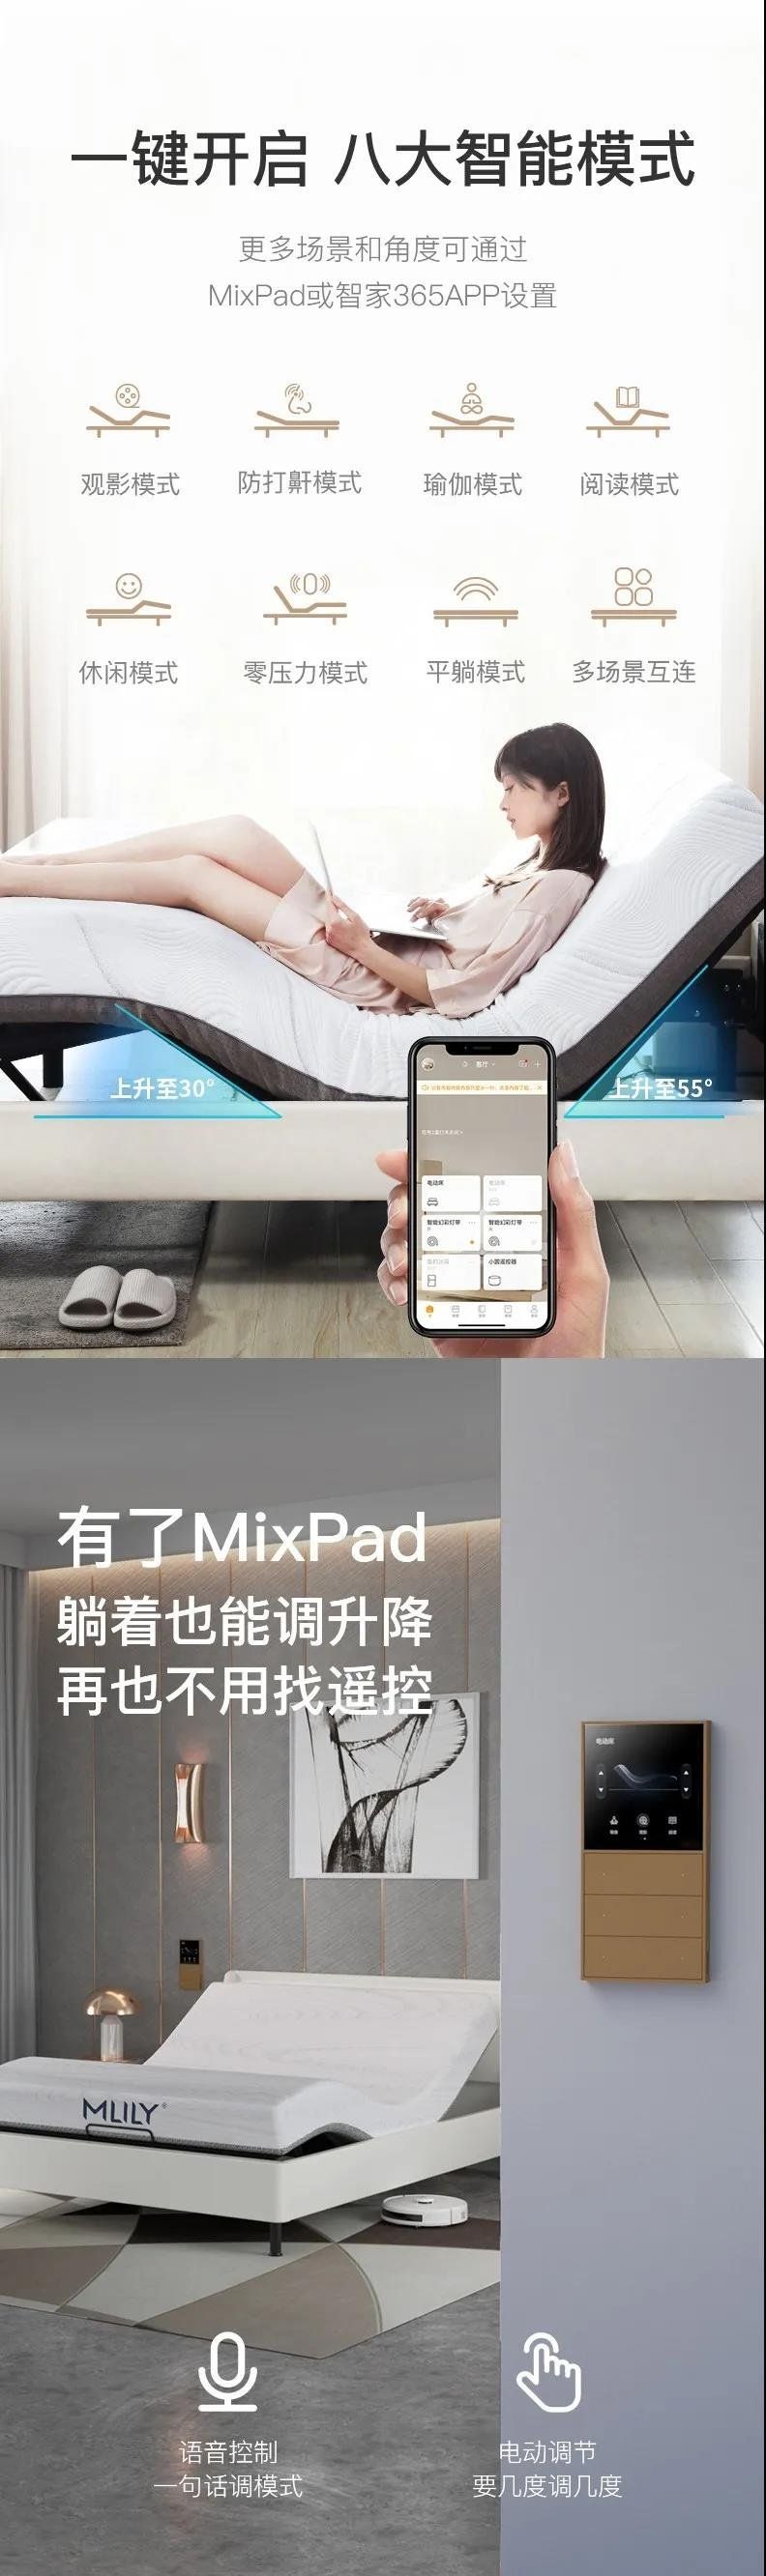 一键开启 八大智能模式
更多场景和角度可通过
MixPad或智家365APP设置
观影模式
防打鼾模式
瑜伽模式
阅读模式
休闲模式
零压力模式
平躺模式
多场景互连
上升至30°
上升至55°
客厅
电动床
电动床
智能幻彩灯带
智能幻彩灯带
小圆遥控器
有了MixPad
躺着也能调升降
再也不用找遥控
电动床
MLILY®
语音控制
一句话调模式
电动调节
要几度调几度